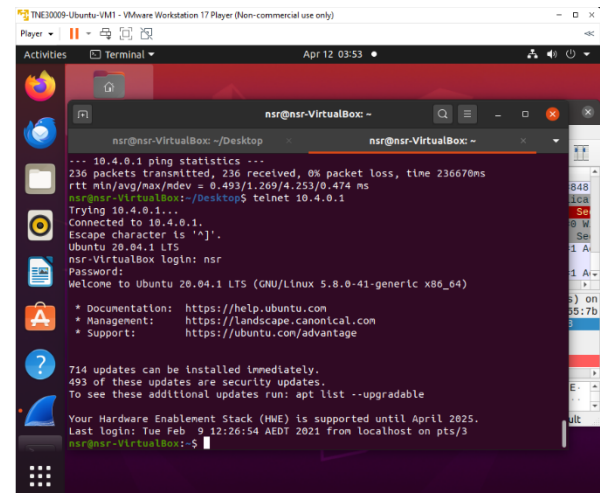 TNE30009-Ubuntu-VM1 - VMware Workstation 17 Player (Non-commercial use only)
Player
Activities Terminal Apr 12 03:53
nsr@nsr-VirtualBox: ~
nsr@nsr-VirtualBox: ~/Desktop nsr@nsr-VirtualBox: ~
--- 10.4.0.1 ping statistics ---
236 packets transmitted, 236 received, 0% packet loss, time 236670ms
rtt min/avg/max/mdev = 0.493/1.269/4.253/0.474 ms
nsr@nsr-VirtualBox:~/Desktop$ telnet 10.4.0.1
Trying 10.4.0.1...
Connected to 10.4.0.1.
Escape character is '^]'.
Ubuntu 20.04.1 LTS
nsr-VirtualBox login: nsr
Password:
Welcome to Ubuntu 20.04.1 LTS (GNU/Linux 5.8.0-41-generic x86_64)
* Documentation: https://help.ubuntu.com
* Management: https://landscape.canonical.com
* Support: https://ubuntu.com/advantage
714 updates can be installed immediately.
493 of these updates are security updates.
To see these additional updates run: apt list --upgradable
Your Hardware Enablement Stack (HWE) is supported until April 2025.
Last login: Tue Feb 9 12:26:54 AEDT 2021 from localhost on pts/3
nsr@nsr-VirtualBox:~$